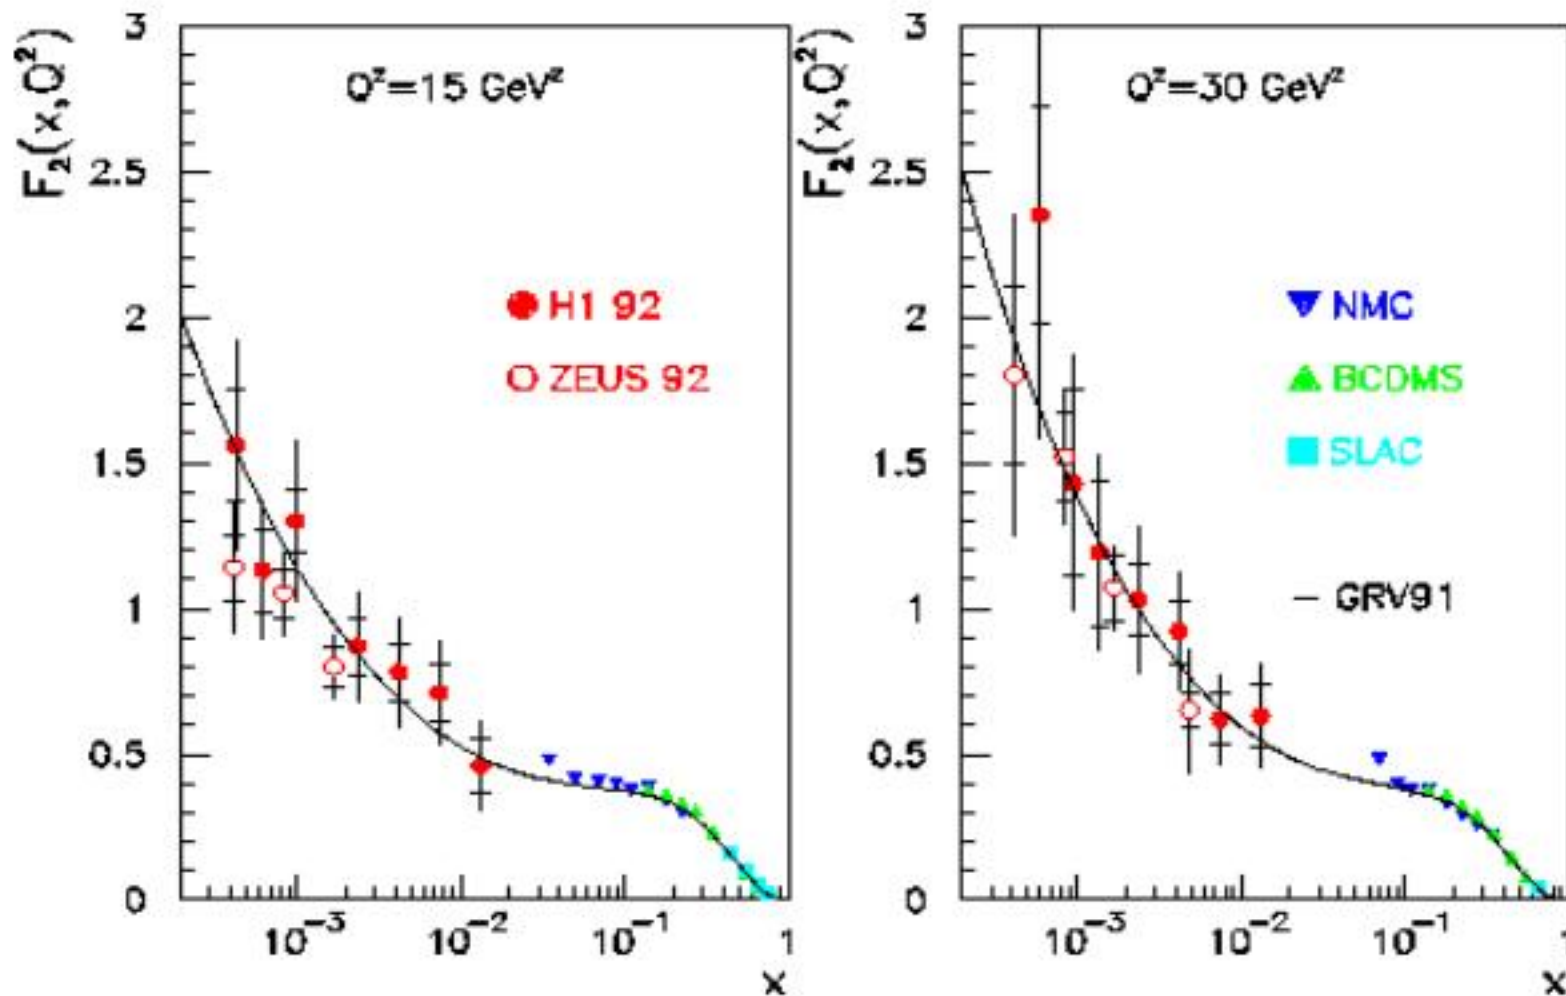 F₂(x,Q²)
Q²=15 GeV²
3
2.5
2
1.5
1
0.5
0
H1 92
ZEUS 92
10⁻³
10⁻²
10⁻¹
1
x
F₂(x,Q²)
Q²=30 GeV²
3
2.5
2
1.5
1
0.5
0
NMC
BCDMS
SLAC
GRV91
10⁻³
10⁻²
10⁻¹
1
x